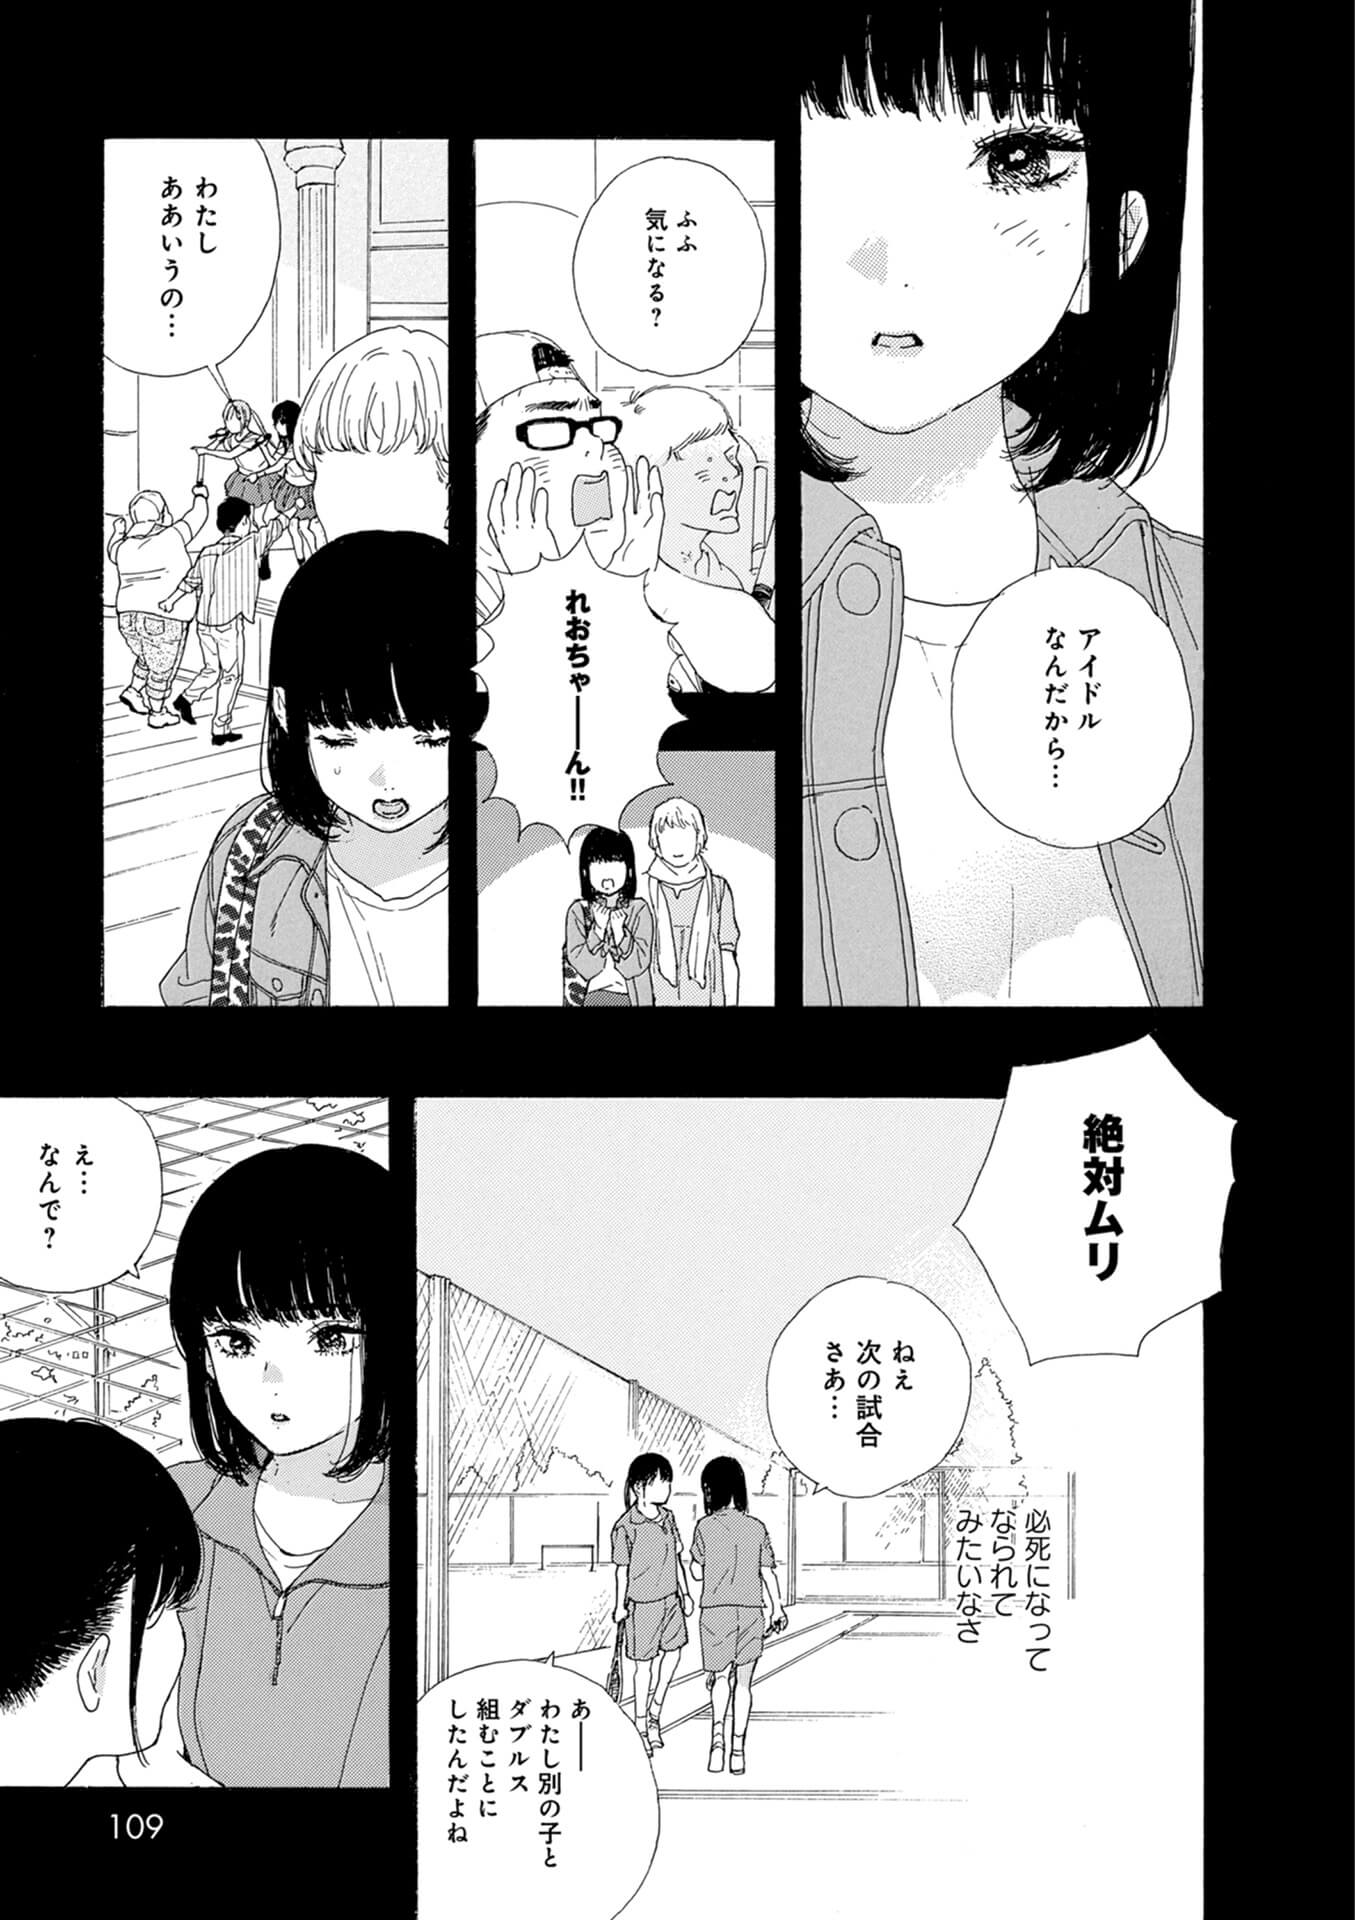 アイドル
なんだから…
ふふ
気になる?
れおちゃーん!!
わたし
ああいうの…
絶対ムリ
必死になって
なられて
みたいなさ
ねえ
次の試合
さあ…
あー
わたし別の子と
ダブルス
組むことに
したんだよね
え…
なんで?
109